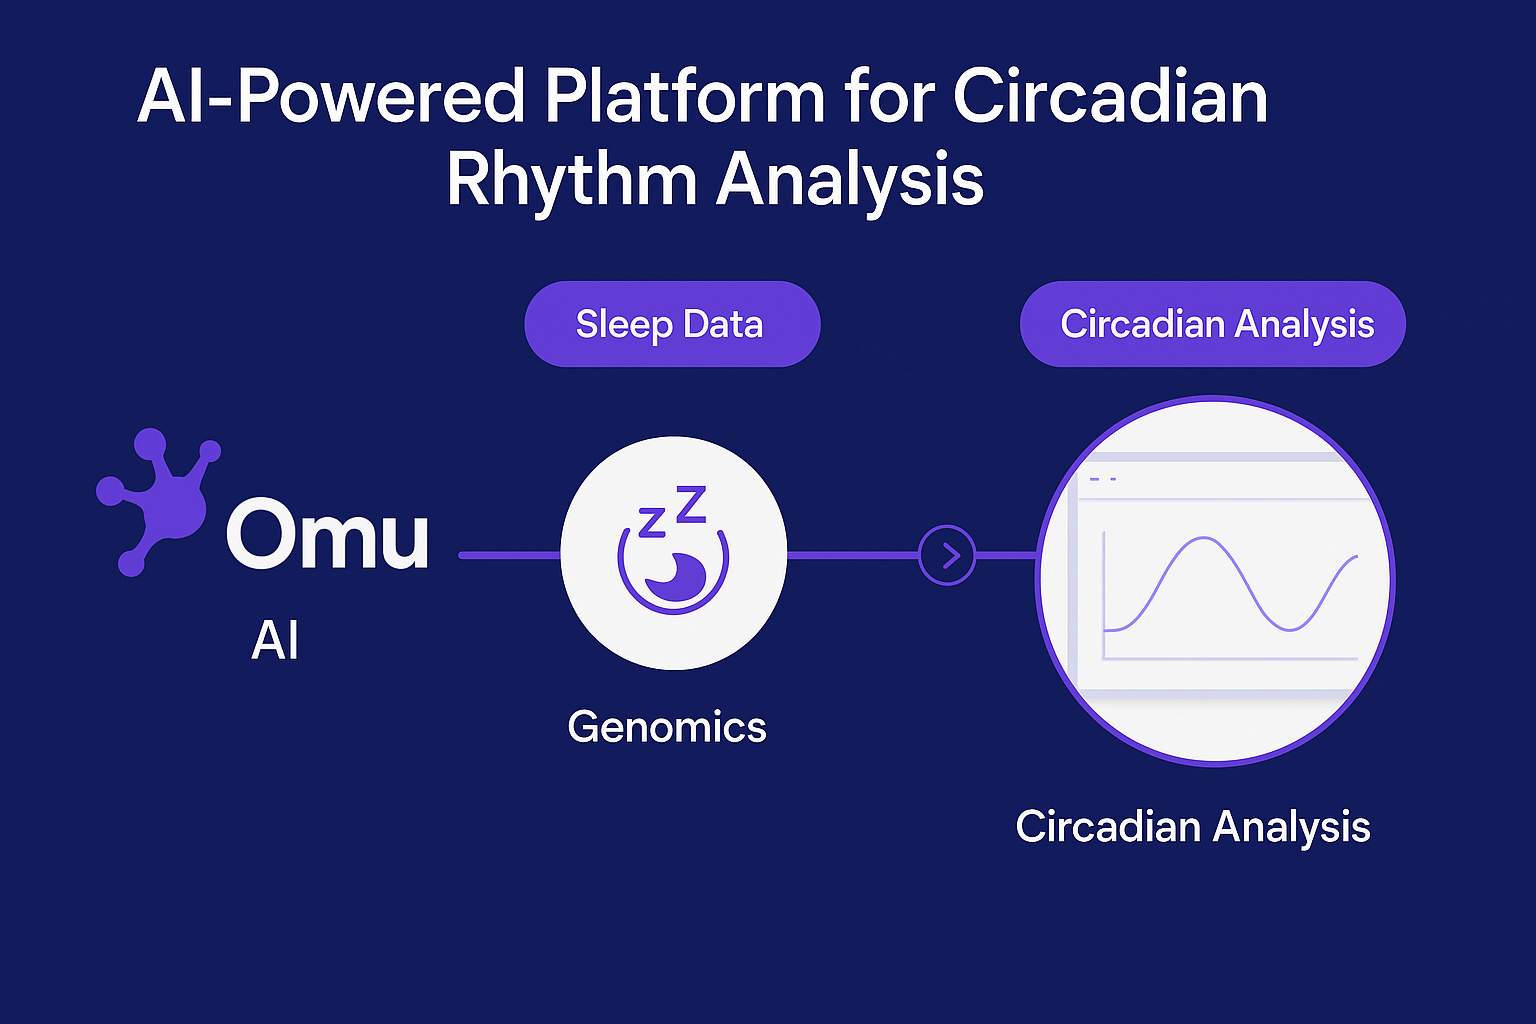 AI-Powered Platform for Circadian
Rhythm Analysis
Sleep Data
Circadian Analysis
z z
Omu
AI
Genomics
Circadian Analysis